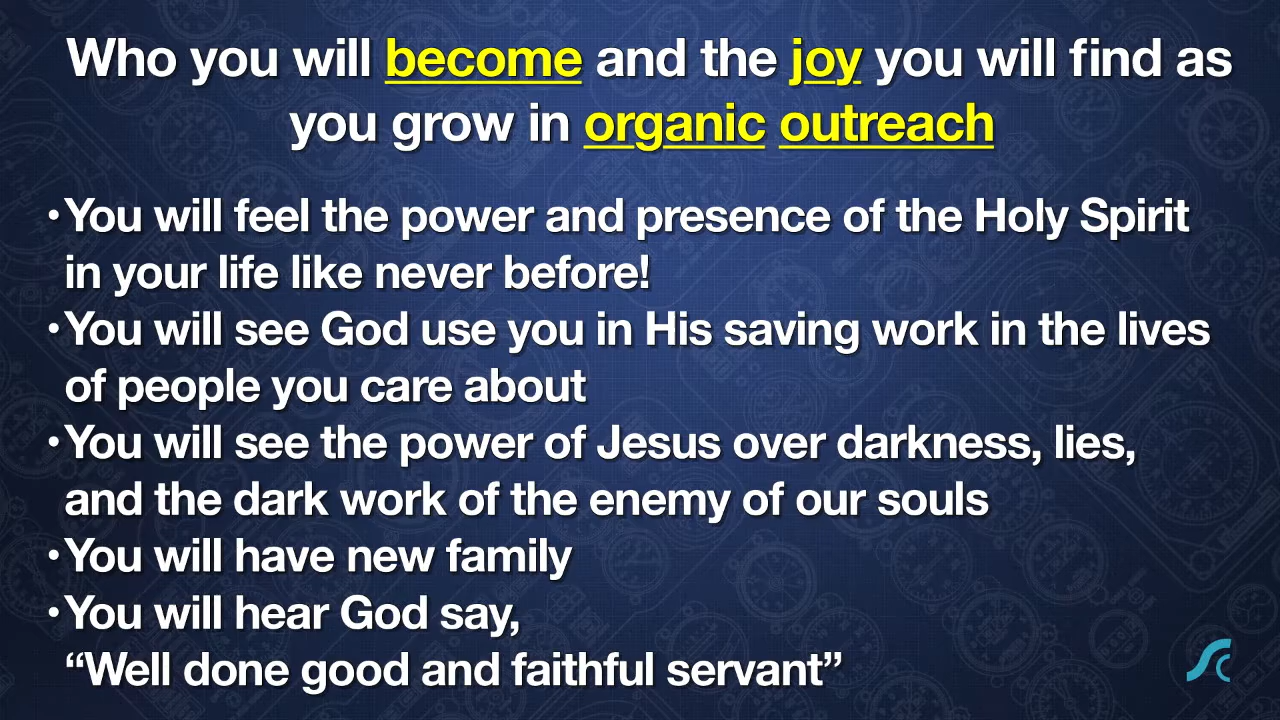 Who you will become and the joy you will find as
you grow in organic outreach
•You will feel the power and presence of the Holy Spirit
in your life like never before!
•You will see God use you in His saving work in the lives
of people you care about
•You will see the power of Jesus over darkness, lies,
and the dark work of the enemy of our souls
•You will have new family
•You will hear God say,
“Well done good and faithful servant”